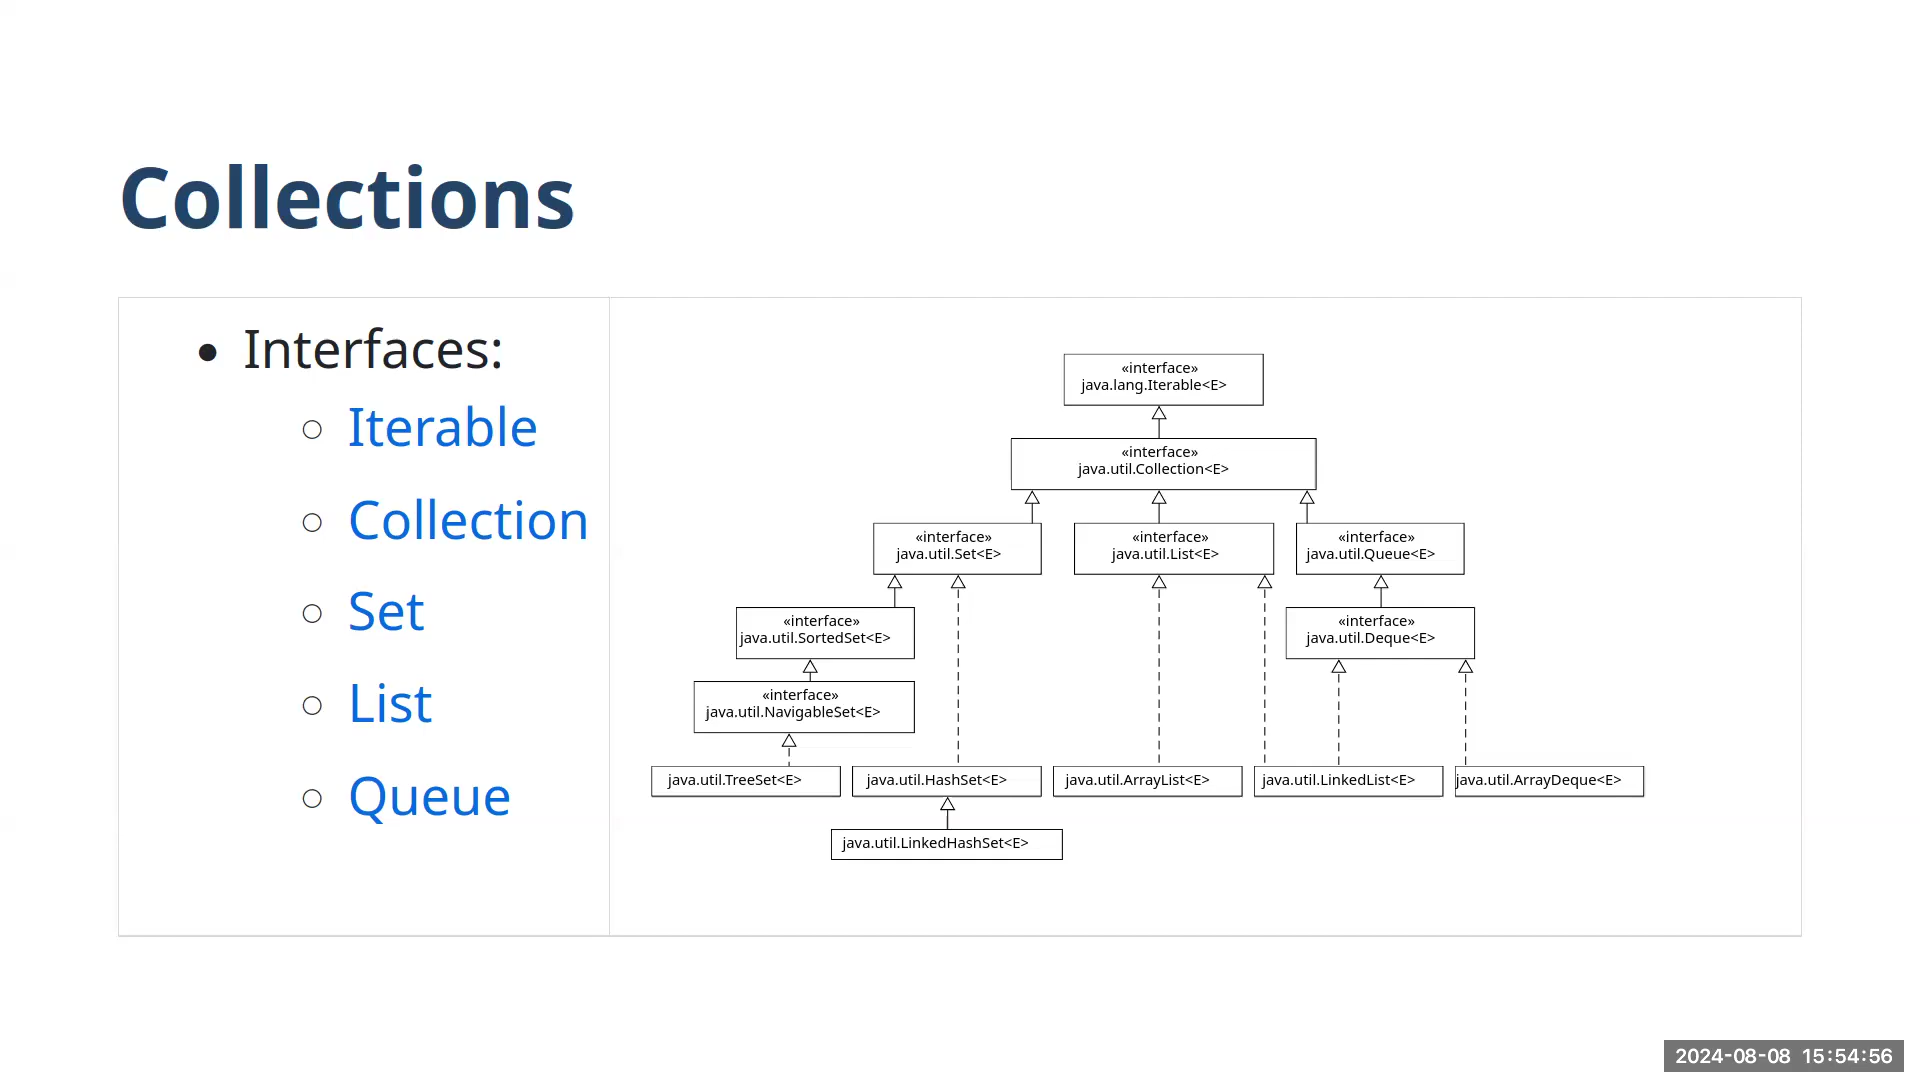 Collections
• Interfaces:
○ Iterable
○ Collection
○ Set
○ List
○ Queue
«interface»
java.lang.Iterable<E>
«interface»
java.util.Collection<E>
«interface»
java.util.Set<E>
«interface»
java.util.List<E>
«interface»
java.util.Queue<E>
«interface»
java.util.SortedSet<E>
«interface»
java.util.Deque<E>
«interface»
java.util.NavigableSet<E>
java.util.TreeSet<E>
java.util.HashSet<E>
java.util.ArrayList<E>
java.util.LinkedList<E>
java.util.ArrayDeque<E>
java.util.LinkedHashSet<E>
2024-08-08 15:54:56